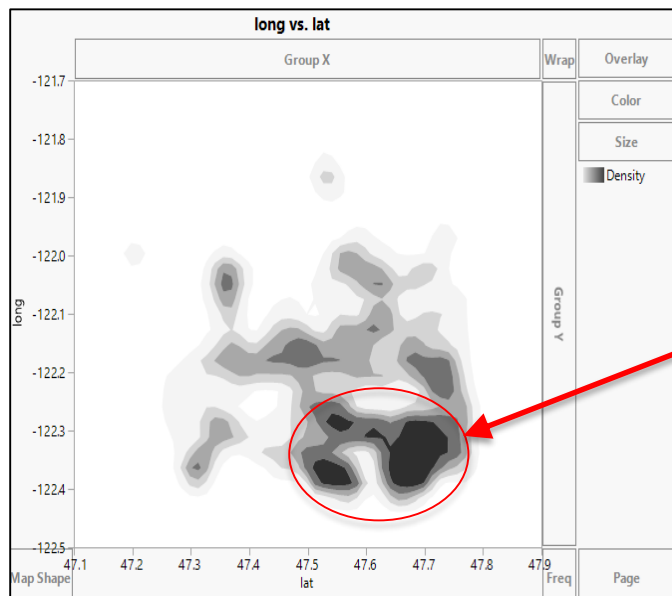 long vs. lat
Group X
Wrap
Overlay
Color
Size
Density
-121.7
-121.8
-121.9
-122.0
-122.1
-122.2
-122.3
-122.4
-122.5
long
Group Y
47.1 47.2 47.3 47.4 47.5 47.6 47.7 47.8 47.9
lat
Map Shape
Freq
Page